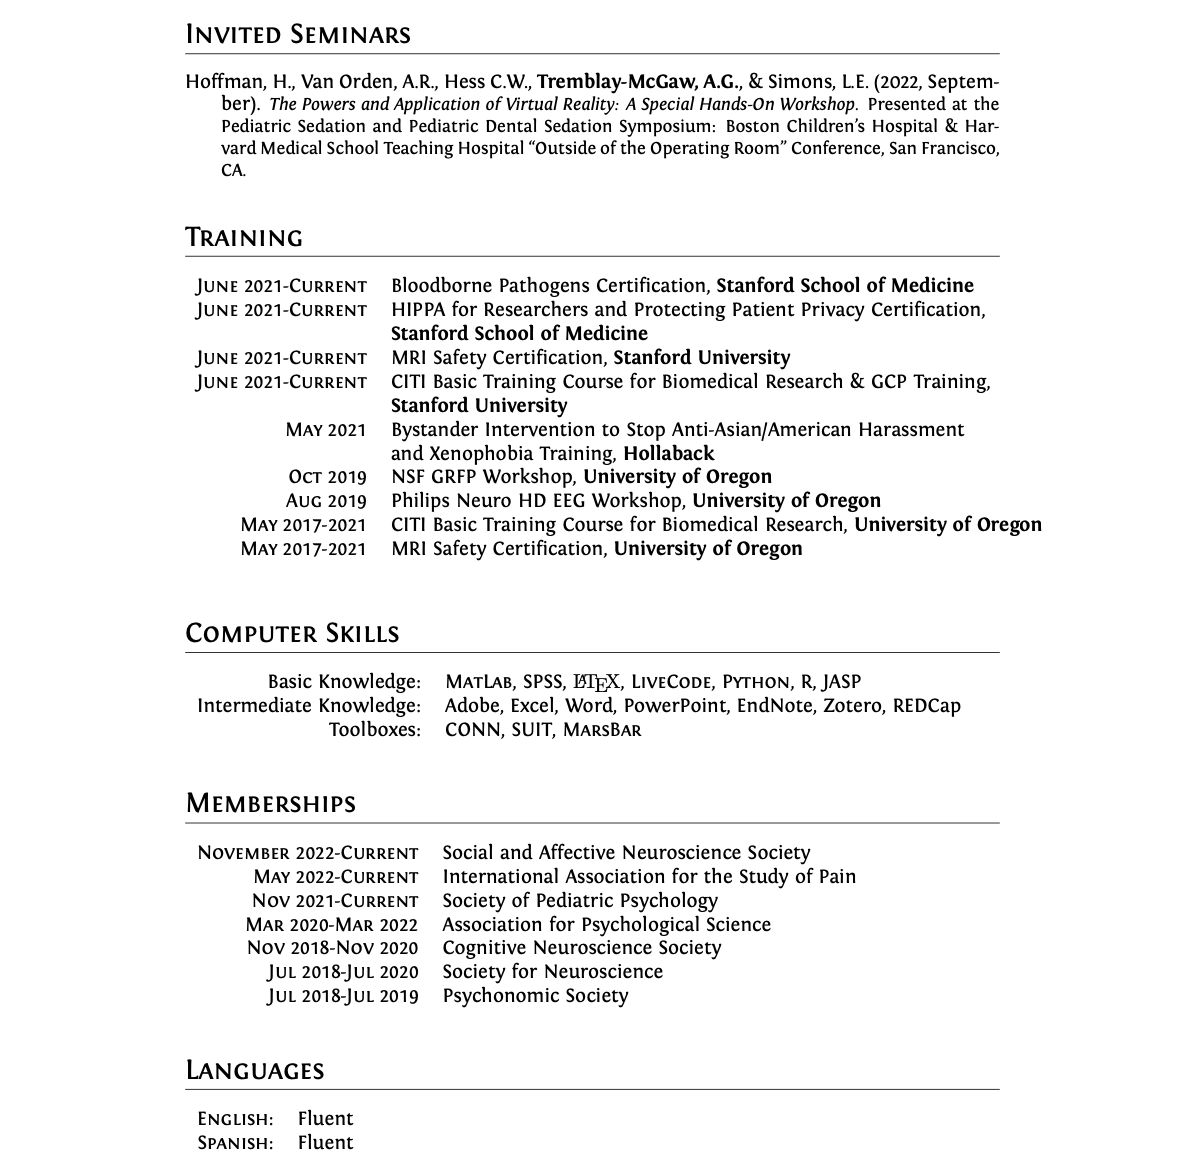 Invited Seminars
Hoffman, H., Van Orden, A.R., Hess C.W., Tremblay-McGaw, A.G., & Simons, L.E. (2022, Septem-
ber). The Powers and Application of Virtual Reality: A Special Hands-On Workshop. Presented at the
Pediatric Sedation and Pediatric Dental Sedation Symposium: Boston Children's Hospital & Har-
vard Medical School Teaching Hospital "Outside of the Operating Room" Conference, San Francisco,
CA.
Training
June 2021-Current Bloodborne Pathogens Certification, Stanford School of Medicine
June 2021-Current HIPPA for Researchers and Protecting Patient Privacy Certification,
Stanford School of Medicine
June 2021-Current MRI Safety Certification, Stanford University
June 2021-Current CITI Basic Training Course for Biomedical Research & GCP Training,
Stanford University
May 2021 Bystander Intervention to Stop Anti-Asian/American Harassment
and Xenophobia Training, Hollaback
Oct 2019 NSF GRFP Workshop, University of Oregon
Aug 2019 Philips Neuro HD EEG Workshop, University of Oregon
May 2017-2021 CITI Basic Training Course for Biomedical Research, University of Oregon
May 2017-2021 MRI Safety Certification, University of Oregon
Computer Skills
Basic Knowledge: MatLab, SPSS, LATEX, LiveCode, Python, R, JASP
Intermediate Knowledge: Adobe, Excel, Word, PowerPoint, EndNote, Zotero, REDCap
Toolboxes: CONN, SUIT, MarsBar
Memberships
November 2022-Current Social and Affective Neuroscience Society
May 2022-Current International Association for the Study of Pain
Nov 2021-Current Society of Pediatric Psychology
Mar 2020-Mar 2022 Association for Psychological Science
Nov 2018-Nov 2020 Cognitive Neuroscience Society
Jul 2018-Jul 2020 Society for Neuroscience
Jul 2018-Jul 2019 Psychonomic Society
Languages
English: Fluent
Spanish: Fluent